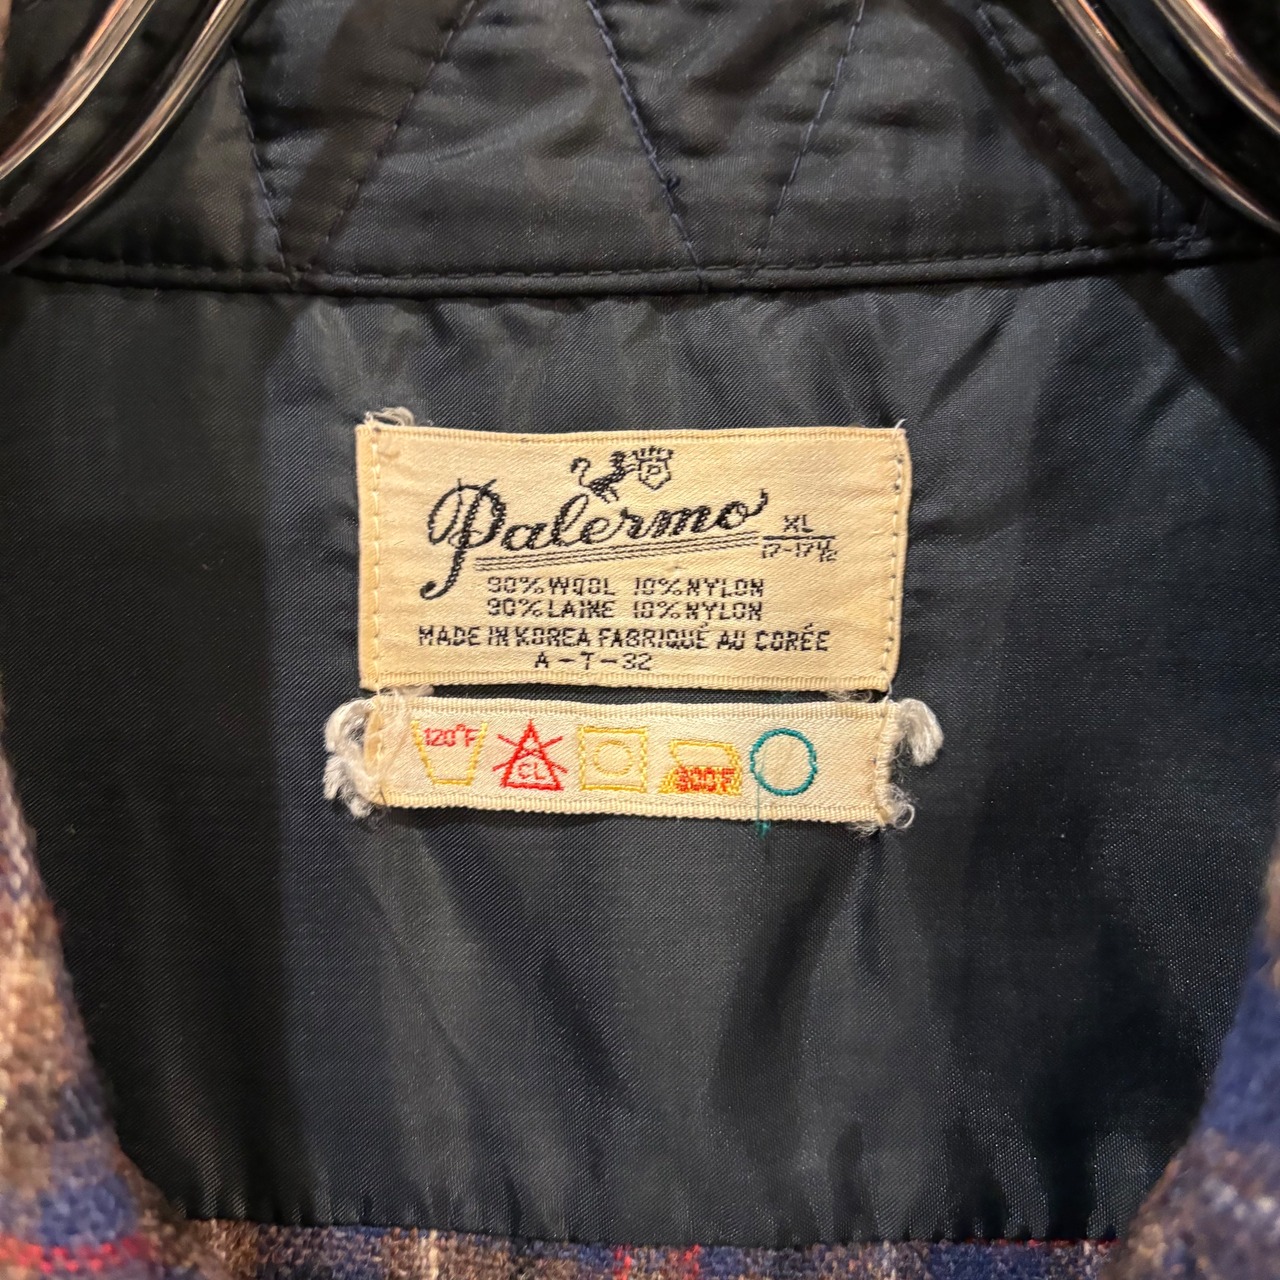 P
Palermo
XL
17-17½
90% WOOL 10% NYLON
90% LAINE 10% NYLON
MADE IN KOREA FABRIQUÉ AU CORÉE
A-T-32
120°F
CL
300°F